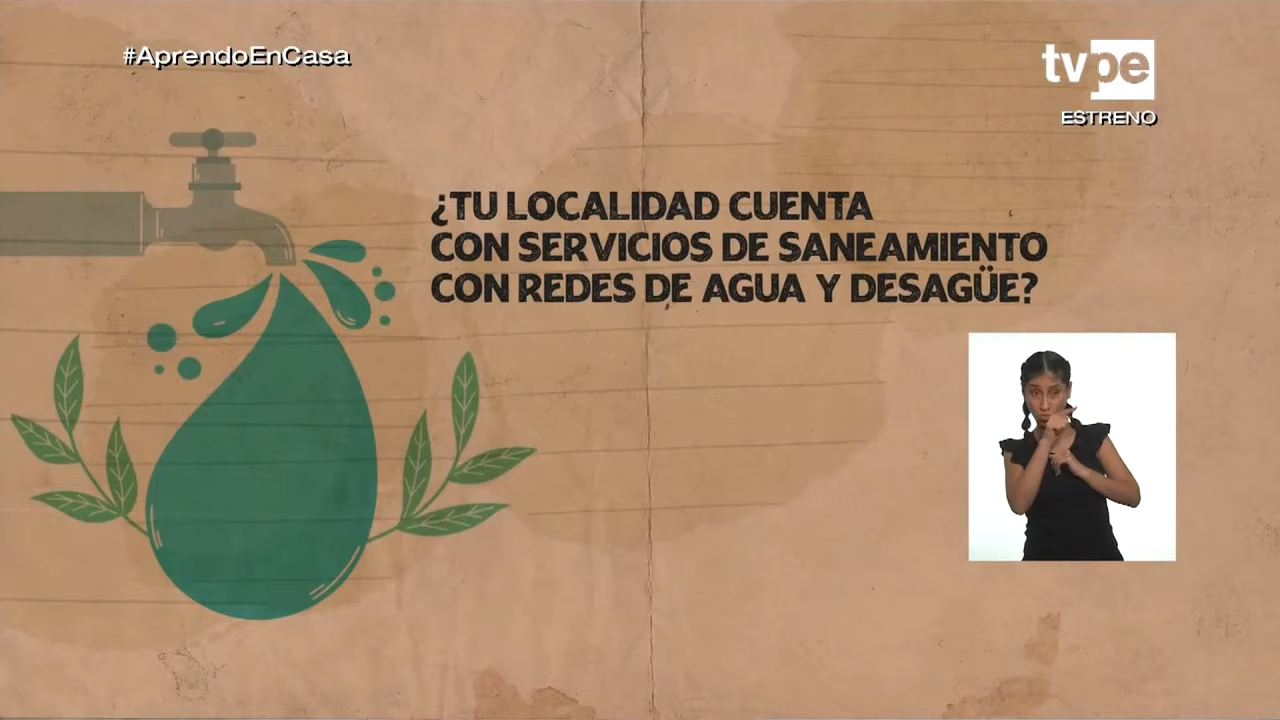 #AprendoEnCasa
tvpe
ESTRENO
¿TU LOCALIDAD CUENTA
CON SERVICIOS DE SANEAMIENTO
CON REDES DE AGUA Y DESAGÜE?